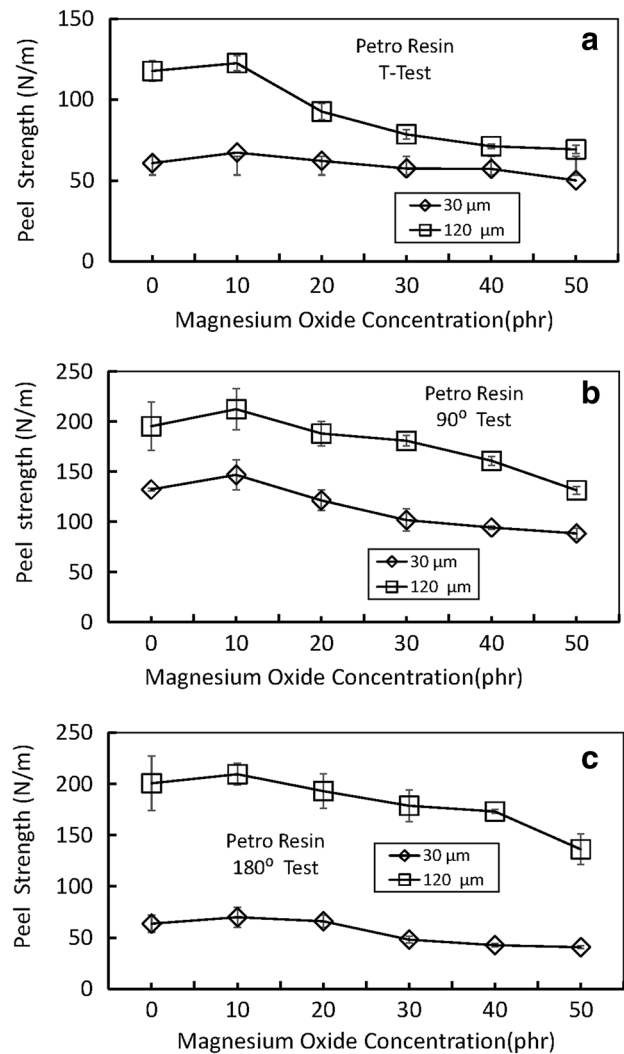 150
a
Petro Resin
T-Test
100
50
30 µm
120 µm
0
Peel Strength (N/m)
0 10 20 30 40 50
Magnesium Oxide Concentration(phr)
250
b
Petro Resin
90⁰ Test
200
150
100
50
30 µm
120 µm
0
Peel strength (N/m)
0 10 20 30 40 50
Magnesium Oxide Concentration(phr)
250
c
200
150
Petro Resin
180⁰ Test
30 µm
120 µm
100
50
0
Peel Strength (N/m)
0 10 20 30 40 50
Magnesium Oxide Concentration(phr)